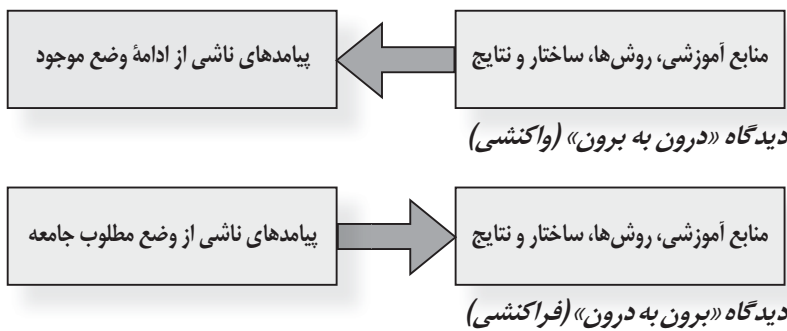 منابع آموزشی، روش‌ها، ساختار و نتایج
پیامدهای ناشی از ادامۀ وضع موجود
دیدگاه «درون به برون» (واکنشی)
منابع آموزشی، روش‌ها، ساختار و نتایج
پیامدهای ناشی از وضع مطلوب جامعه
دیدگاه «برون به درون» (فراکنشی)